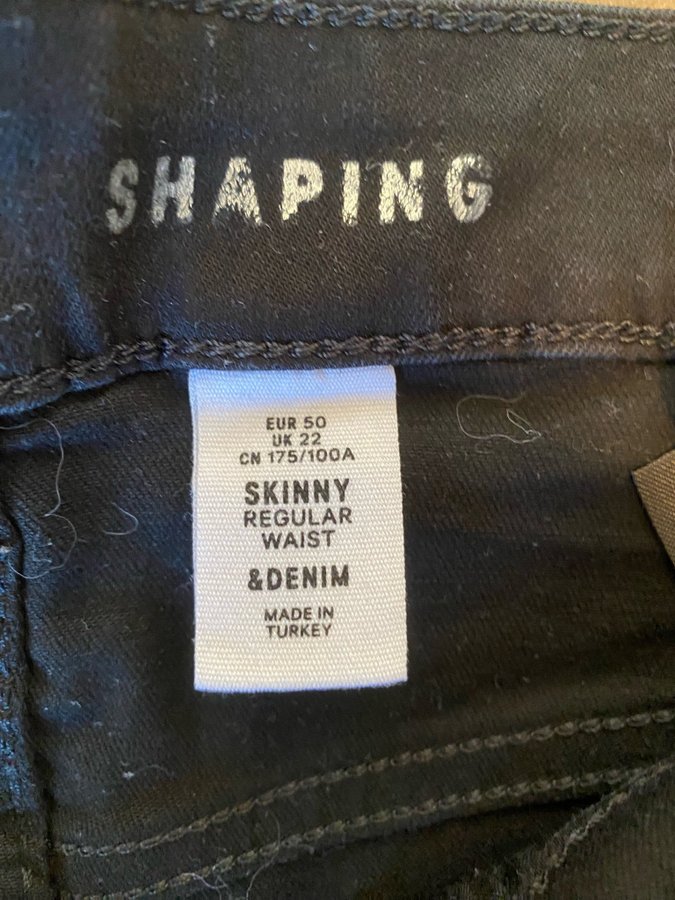 SHAPING
EUR 50
UK 22
CN 175/100A
SKINNY
REGULAR
WAIST
&DENIM
MADE IN
TURKEY